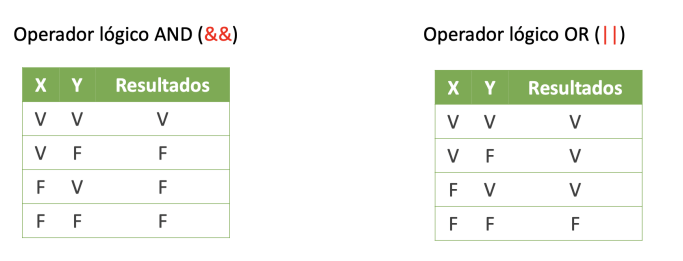 Operador lógico AND (&&)
X Y Resultados
V V V
V F F
F V F
F F F
Operador lógico OR (||)
X Y Resultados
V V V
V F V
F V V
F F F